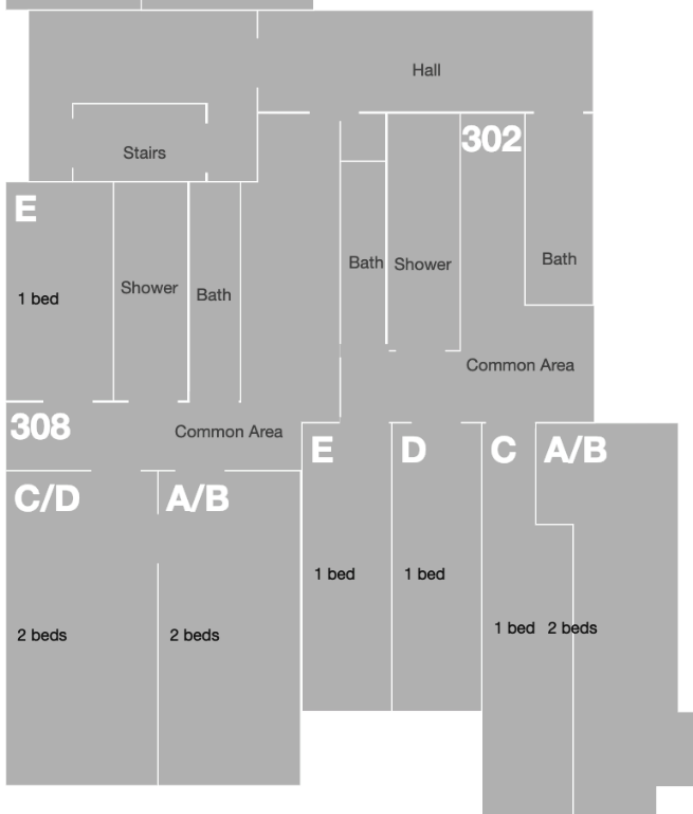 Hall
302
Stairs
E
Bath
Shower
Bath
Shower
Bath
1 bed
Common Area
308
Common Area
E
D
C
A/B
C/D
A/B
1 bed
1 bed
1 bed
2 beds
2 beds
2 beds